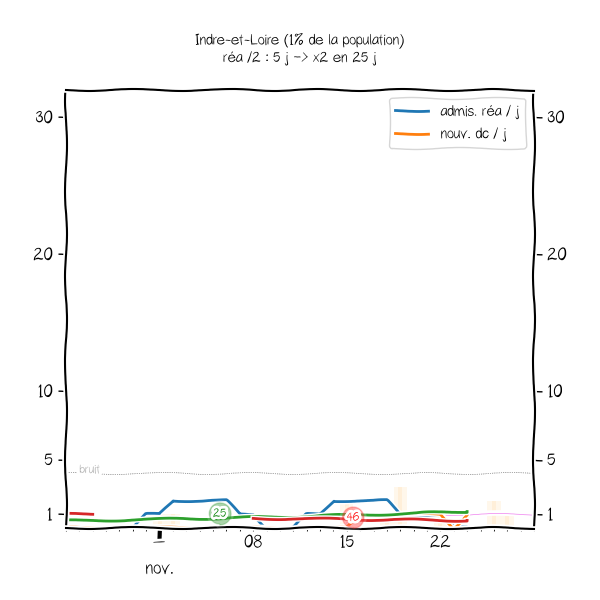 Indre-et-Loire (1% de la population)
réa /2 : 5 j -> x2 en 25 j
admis. réa / j
nouv. dc / j
30
30
20
20
10
10
5
5
bruit
1
1
25
46
1
08
15
22
nov.